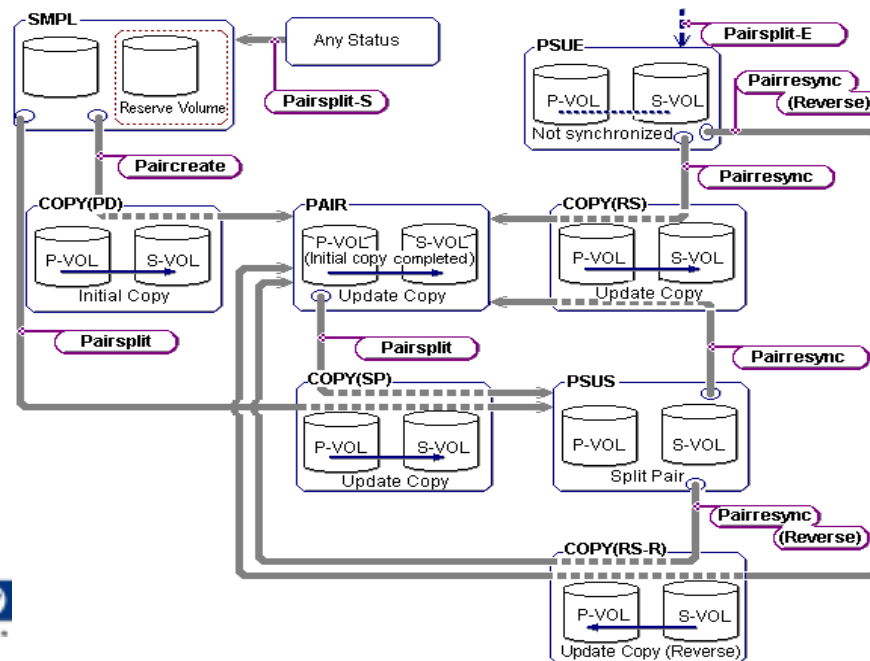 SMPL
Reserve Volume
Any Status
Pairsplit-S
Pairsplit-E
PSUE
P-VOL
S-VOL
Not synchronized
Pairresync
(Reverse)
Pairresync
Paircreate
COPY(PD)
P-VOL
S-VOL
Initial Copy
PAIR
P-VOL
S-VOL
(Initial copy completed)
Update Copy
COPY(RS)
P-VOL
S-VOL
Update Copy
Pairsplit
Pairsplit
Pairresync
COPY(SP)
P-VOL
S-VOL
Update Copy
PSUS
P-VOL
S-VOL
Split Pair
Pairresync
(Reverse)
COPY(RS-R)
P-VOL
S-VOL
Update Copy (Reverse)